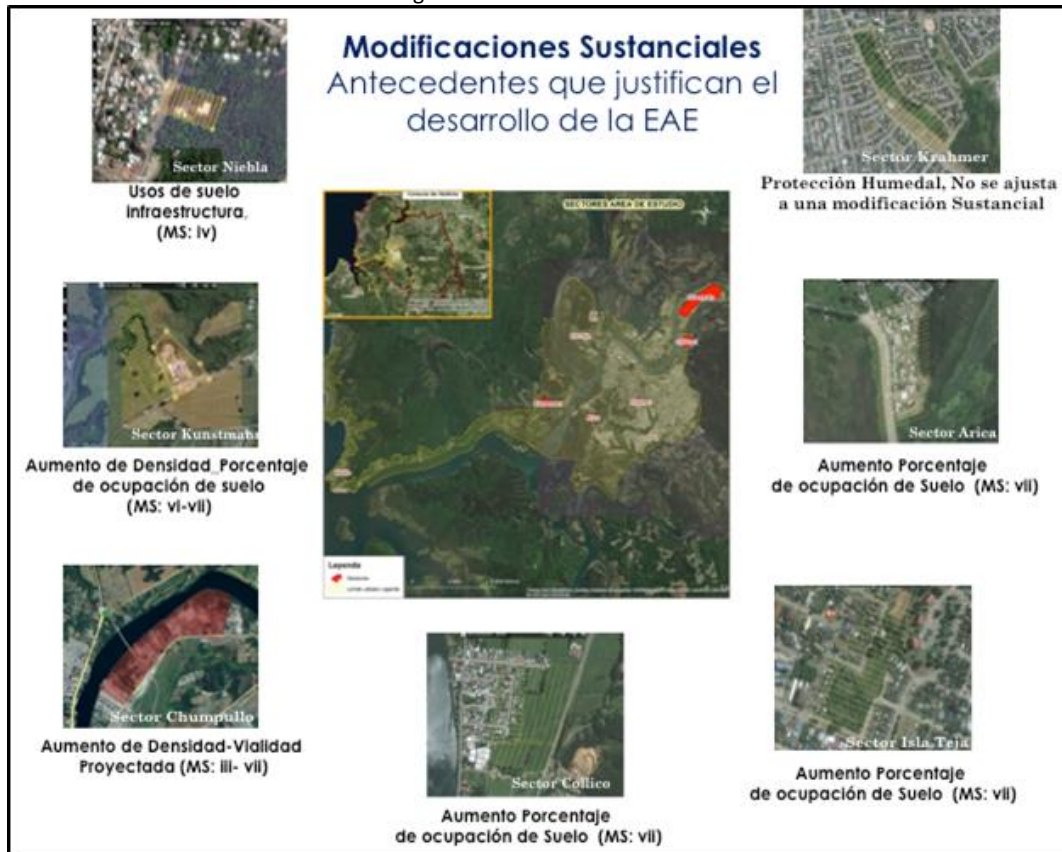 Modificaciones Sustanciales
Antecedentes que justifican el
desarrollo de la EAE
Sector Niebla
Usos de suelo
infraestructura,
(MS: iv)
Sector Krahmer
Protección Humedal, No se ajusta
a una modificación Sustancial
SECTORES AREA DE ESTUDIO
Leyenda
Sector Kunstmahn
Aumento de Densidad_Porcentaje
de ocupación de suelo
(MS: vi-vii)
Sector Arica
Aumento Porcentaje
de ocupación de Suelo (MS: vii)
Sector Chumpullo
Aumento de Densidad-Vialidad
Proyectada (MS: iii- vii)
Sector Collico
Aumento Porcentaje
de ocupación de Suelo (MS: vii)
Sector Isla Teja
Aumento Porcentaje
de ocupación de Suelo (MS: vii)